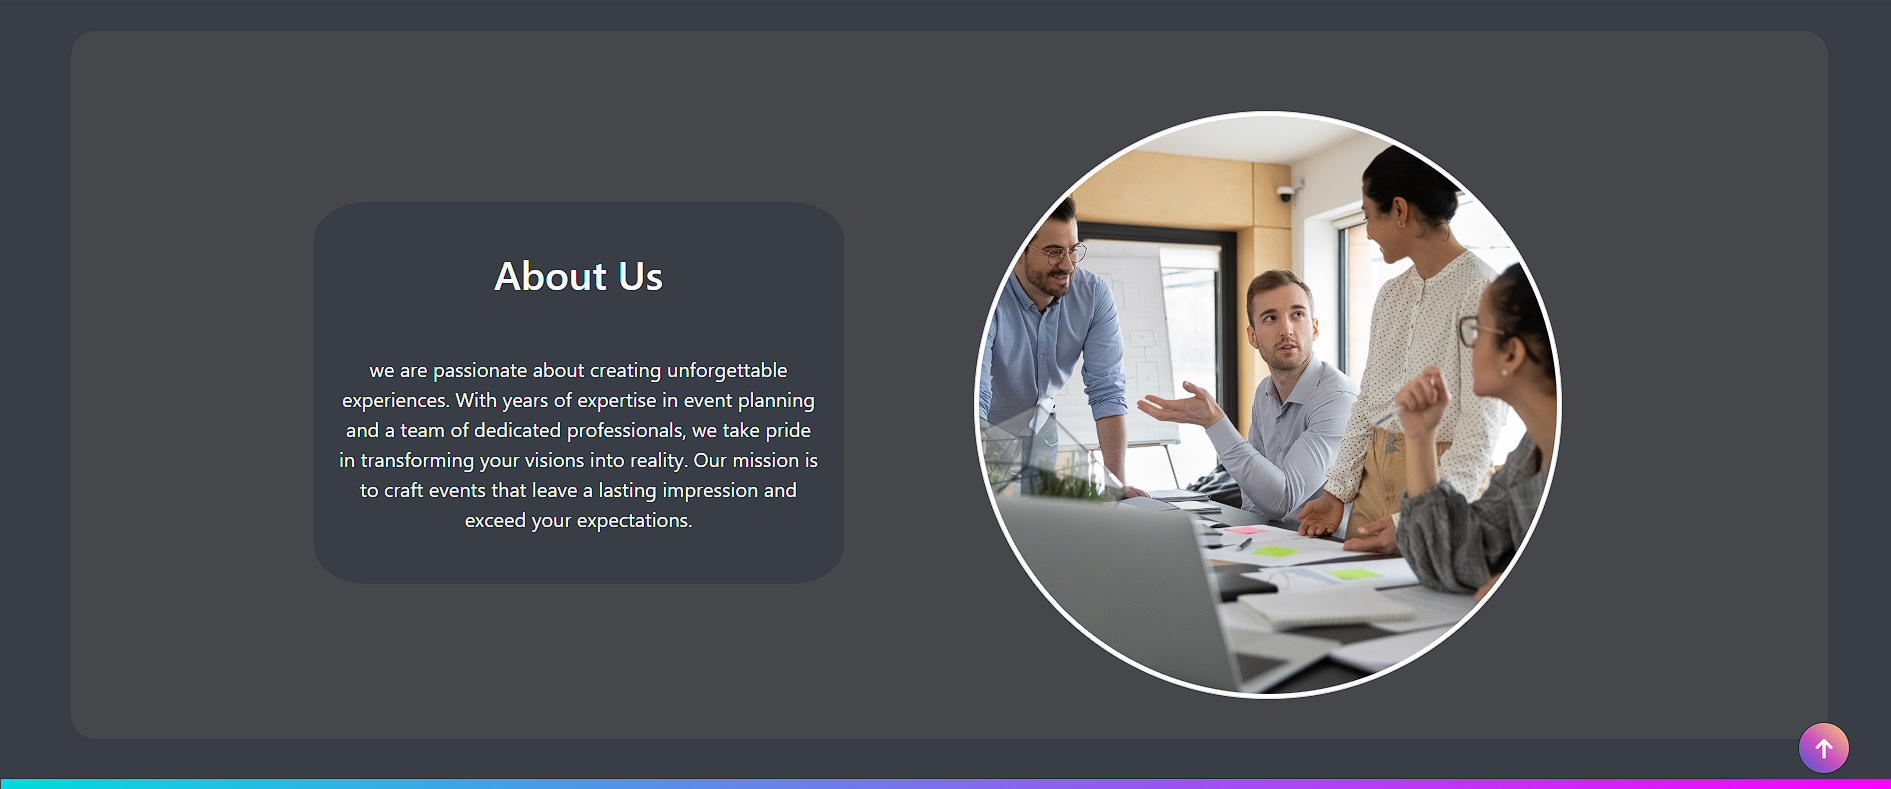 About Us
we are passionate about creating unforgettable
experiences. With years of expertise in event planning
and a team of dedicated professionals, we take pride
in transforming your visions into reality. Our mission is
to craft events that leave a lasting impression and
exceed your expectations.